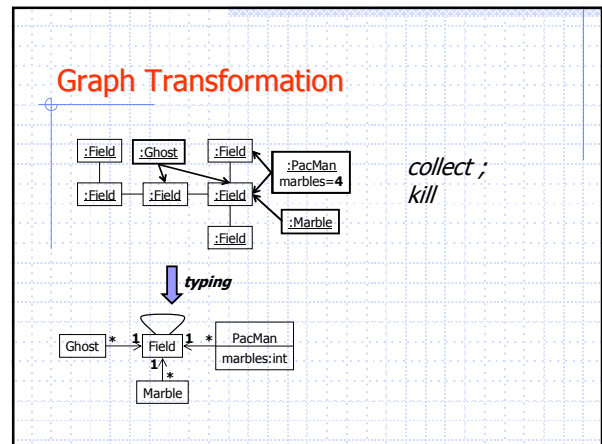 Graph Transformation
:Field
:Ghost
:Field
:PacMan
marbles=4
collect ;
kill
:Field
:Field
:Field
:Marble
:Field
typing
Ghost
*
1
Field
1
*
PacMan
marbles:int
1
*
Marble